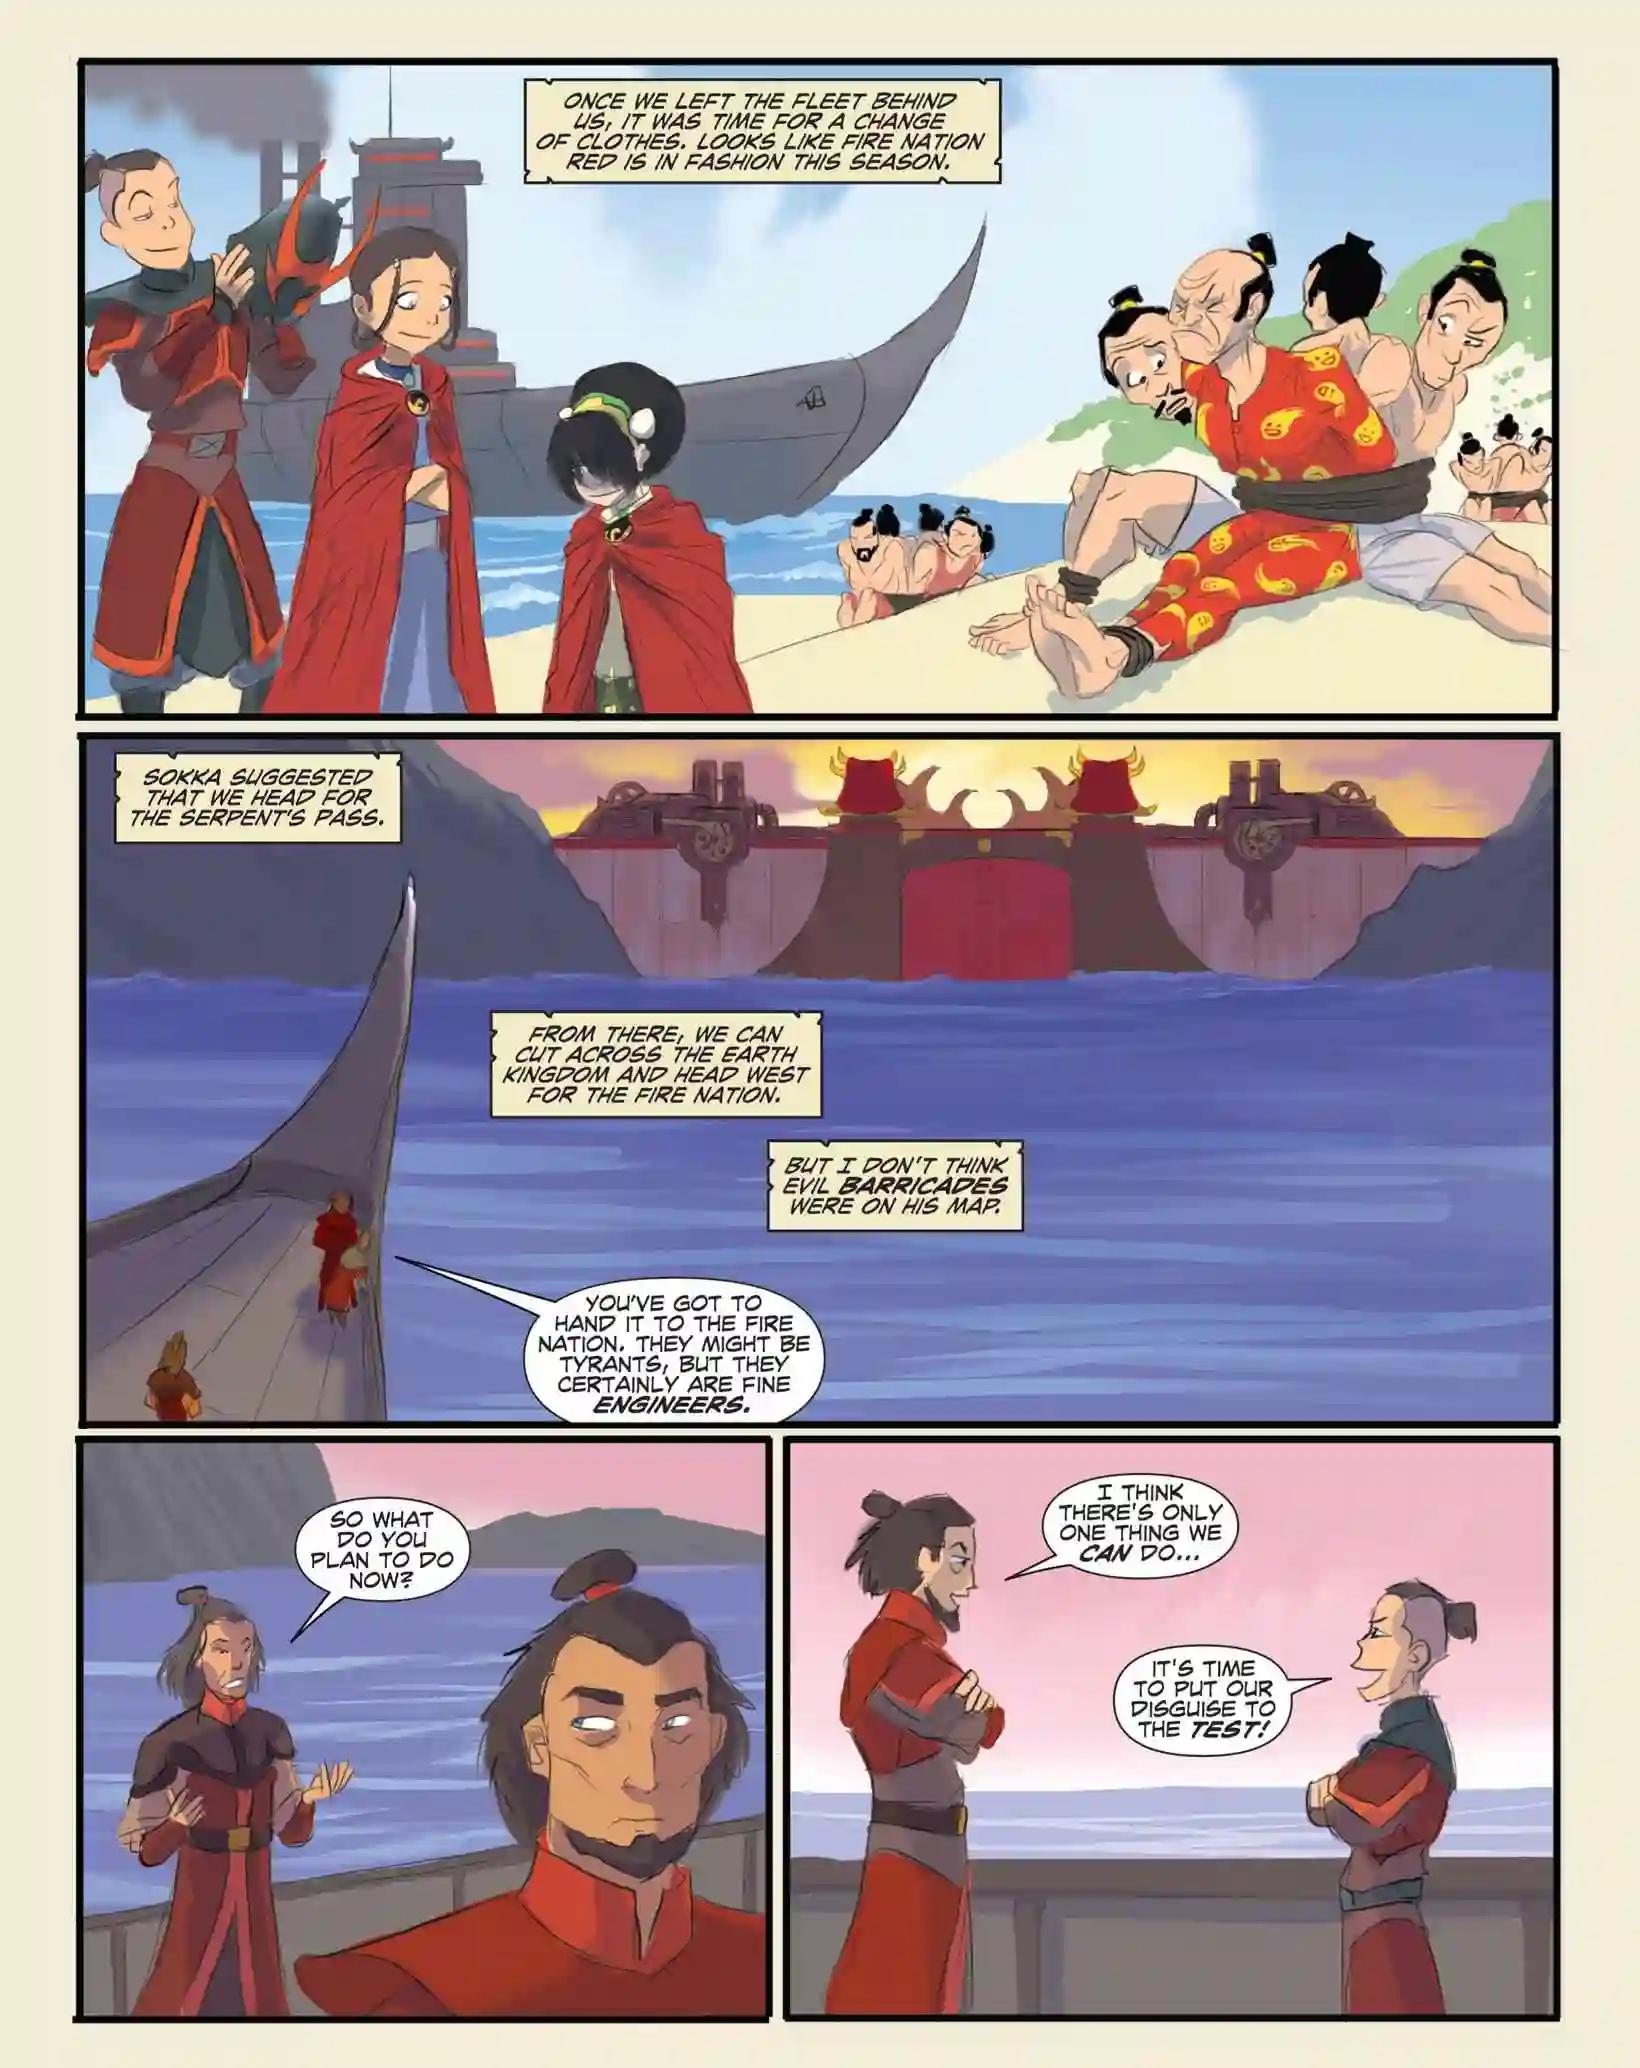 ONCE WE LEFT THE FLEET BEHIND
US, IT WAS TIME FOR A CHANGE
OF CLOTHES. LOOKS LIKE FIRE NATION
RED IS IN FASHION THIS SEASON.
SOKKA SUGGESTED
THAT WE HEAD FOR
THE SERPENT'S PASS.
FROM THERE, WE CAN
CUT ACROSS THE EARTH
KINGDOM AND HEAD WEST
FOR THE FIRE NATION.
BUT I DON'T THINK
EVIL BARRICADES
WERE ON HIS MAP.
YOU'VE GOT TO
HAND IT TO THE FIRE
NATION. THEY MIGHT BE
TYRANTS, BUT THEY
CERTAINLY ARE FINE
ENGINEERS.
SO WHAT
DO YOU
PLAN TO DO
NOW?
I THINK
THERE'S ONLY
ONE THING WE
CAN DO...
IT'S TIME
TO PUT OUR
DISGUISE TO
THE TEST!